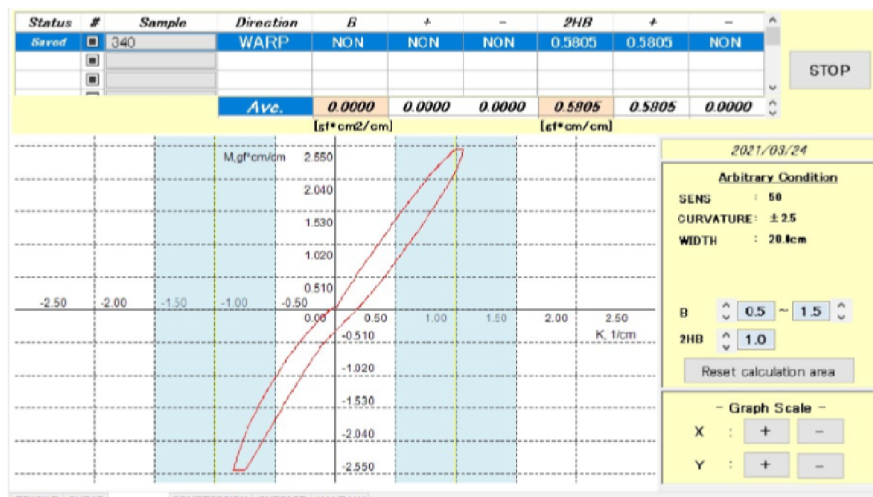 Status # Sample Direction B + - 2HB + -
Saved 340 WARP NON NON NON 0.5805 0.5805 NON
STOP
Ave. 0.0000 0.0000 0.0000 0.5805 0.5805 0.0000
[gf*cm2/cm] [gf*cm/cm]
2021/03/24
M,gf*cm/cm 2.550
2.040
1.530
1.020
0.510
-2.50 -2.00 -1.50 -1.00 -0.50
0.00 0.50 1.00 1.50 2.00 2.50
K, 1/cm
-0.510
-1.020
-1.530
-2.040
-2.550
Arbitrary Condition
SENS : 50
CURVATURE: ±2.5
WIDTH : 20.0cm
B 0.5 ~ 1.5
2HB 1.0
Reset calculation area
- Graph Scale -
X : + -
Y : + -